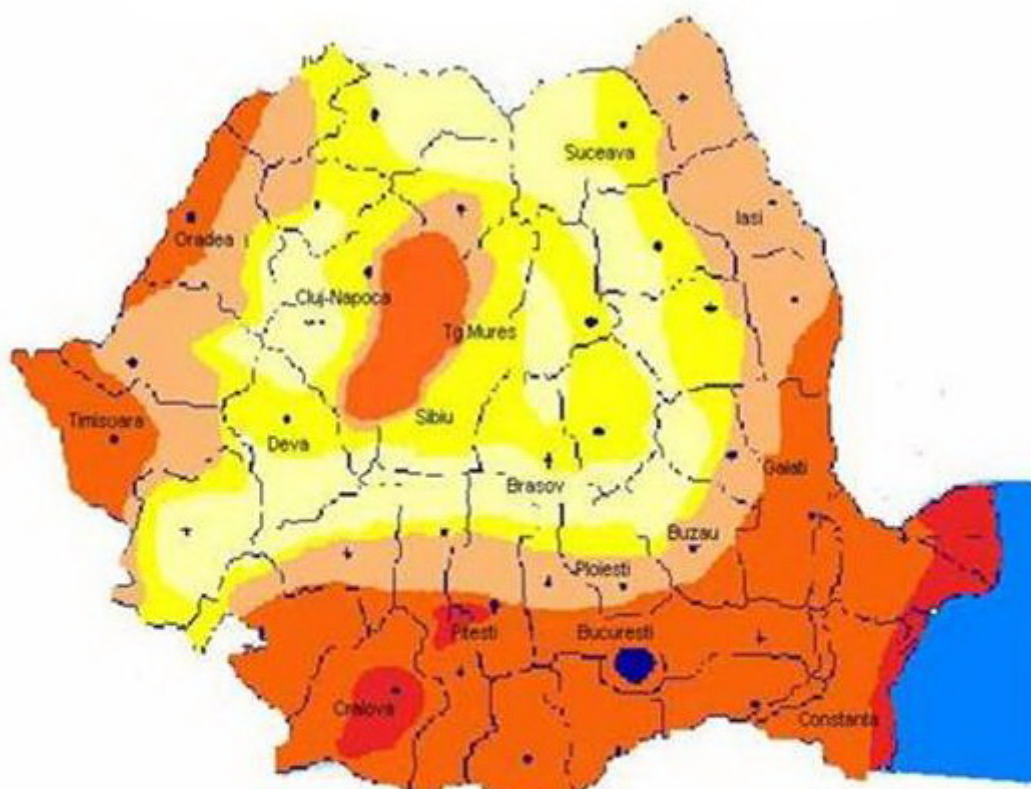 Suceava
Iasi
Oradea
Cluj-Napoca
Tg.Mures
Timisoara
Deva
Sibiu
Brasov
Galati
Buzau
Ploiesti
Pitesti
Bucuresti
Craiova
Constanta